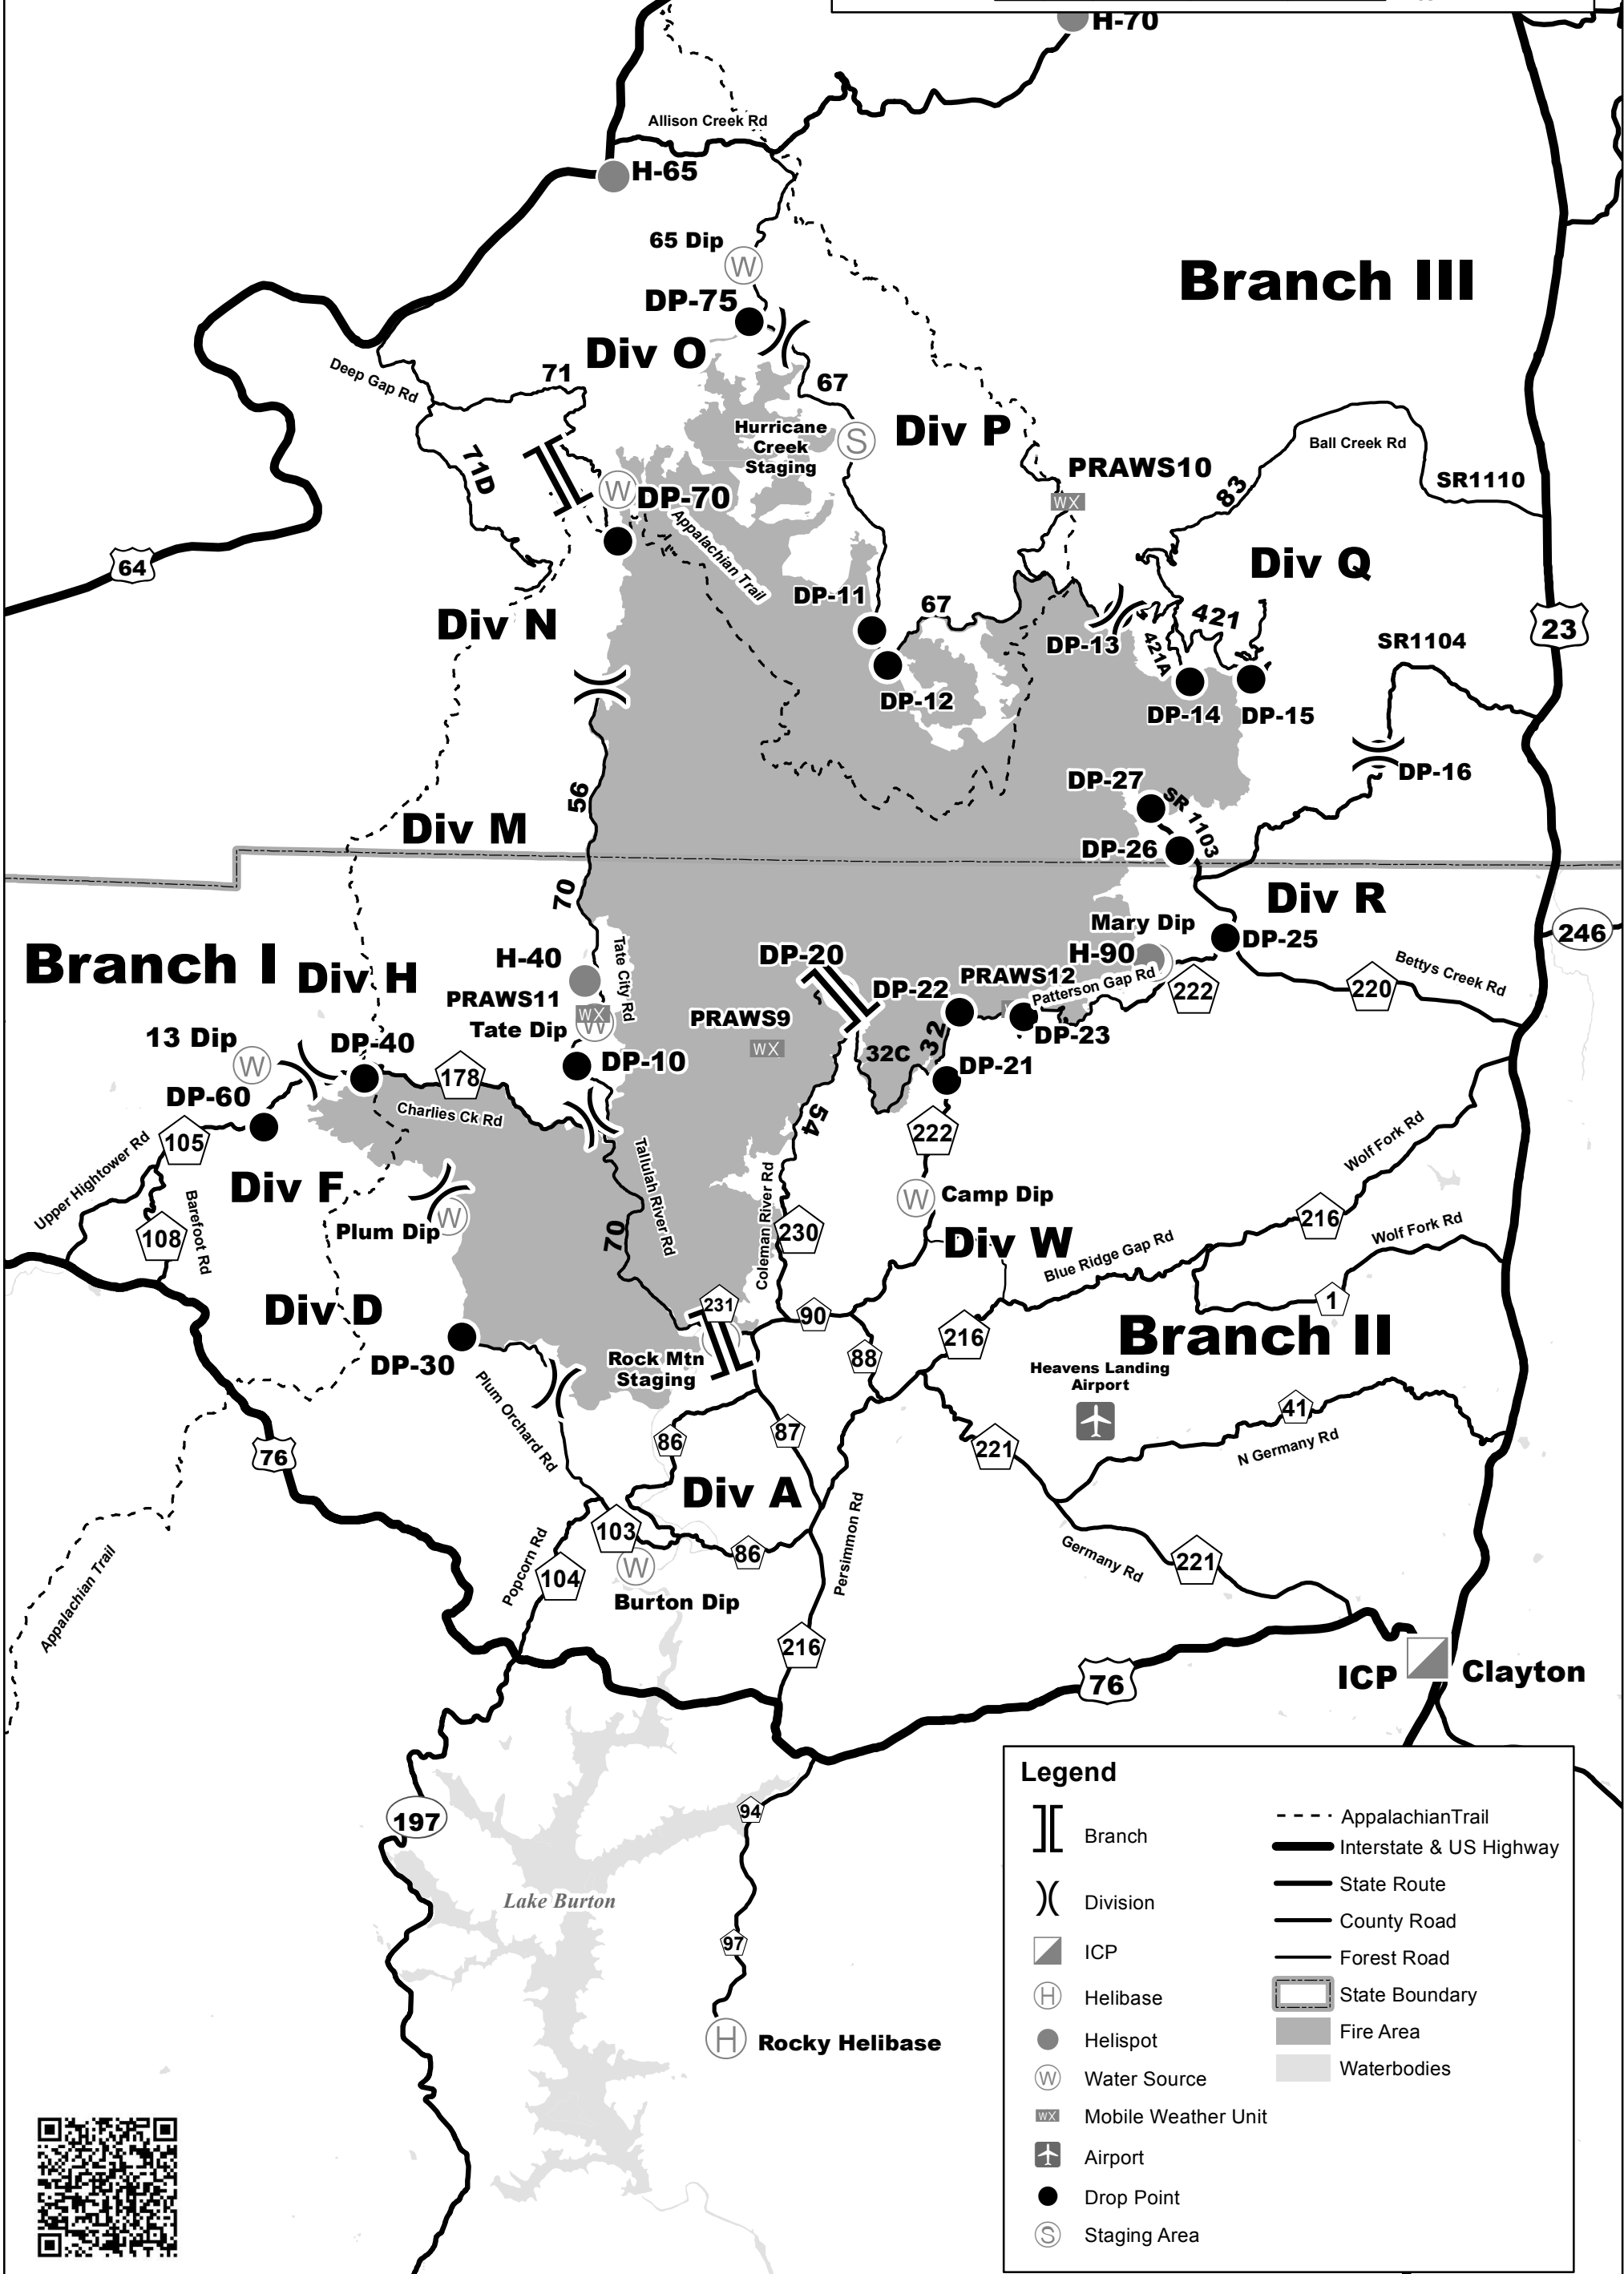 H-70
Allison Creek Rd
H-65
65 Dip
Branch III
DP-75
Div O
Deep Gap Rd
71
67
Hurricane
Creek
Staging
S
Div P
Ball Creek Rd
71D
W
DP-70
PRAWS10
WX
83
SR1110
Appalachian Trail
64
Div Q
DP-11
67
421
23
Div N
DP-13
421A
SR1104
DP-12
DP-14
DP-15
DP-16
56
DP-27
SR 1103
Div M
DP-26
70
Div R
Mary Dip
246
Branch I
Div H
H-40
Tate City Rd
DP-20
H-90
DP-25
PRAWS12
Patterson Gap Rd
Bettys Creek Rd
PRAWS11
WX
DP-22
222
220
Tate Dip
W
PRAWS9
WX
32
DP-23
13 Dip
W
DP-40
DP-10
32C
DP-21
178
DP-60
Charlies Ck Rd
54
222
105
Upper Hightower Rd
Tallulah River Rd
Wolf Fork Rd
Div F
Barefoot Rd
Coleman River Rd
W
Camp Dip
108
Plum Dip
W
70
230
Div W
216
Wolf Fork Rd
Blue Ridge Gap Rd
Div D
231
90
1
216
Branch II
DP-30
Rock Mtn
Staging
88
Heavens Landing
Airport
Plum Orchard Rd
86
87
41
76
221
N Germany Rd
Div A
103
Popcorn Rd
86
Persimmon Rd
Germany Rd
221
Appalachian Trail
104
W
Burton Dip
216
76
ICP
Clayton
94
197
Lake Burton
97
H
Rocky Helibase
Legend
Branch
Division
ICP
H
Helibase
Helispot
W
Water Source
WX
Mobile Weather Unit
Airport
Drop Point
S
Staging Area
AppalachianTrail
Interstate & US Highway
State Route
County Road
Forest Road
State Boundary
Fire Area
Waterbodies